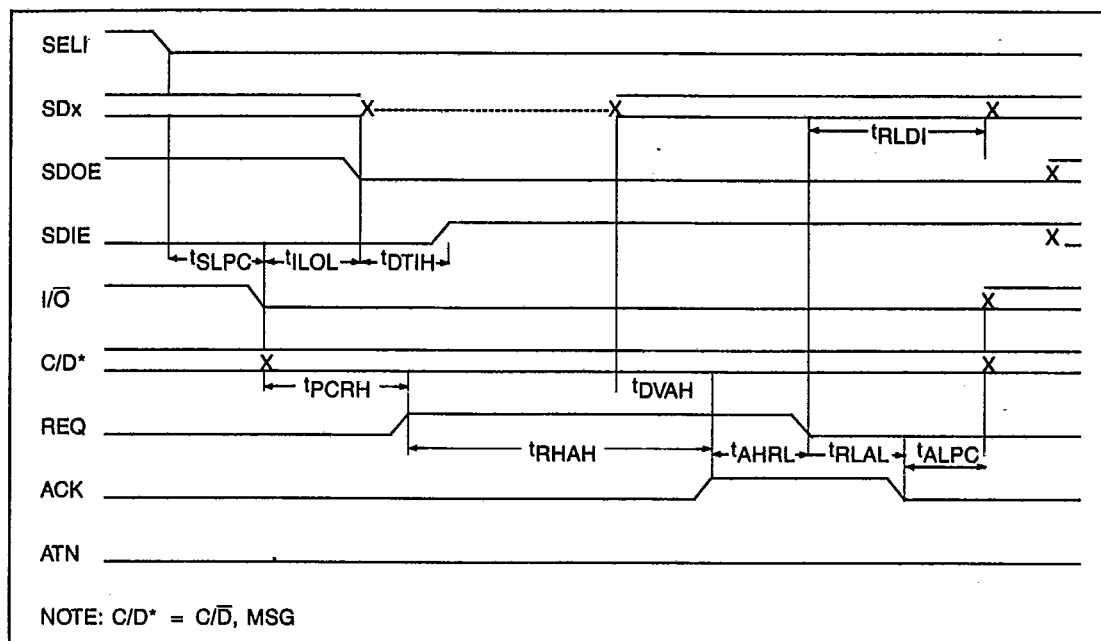 SELI
SDx
tRLDI
SDOE
SDIE
tSLPC tILOL tDTIH
I/O̅
C/D*
tPCRH tDVAH
REQ
tRHAH tAHRL tRLAL tALPC
ACK
ATN
NOTE: C/D* = C/D̅, MSG